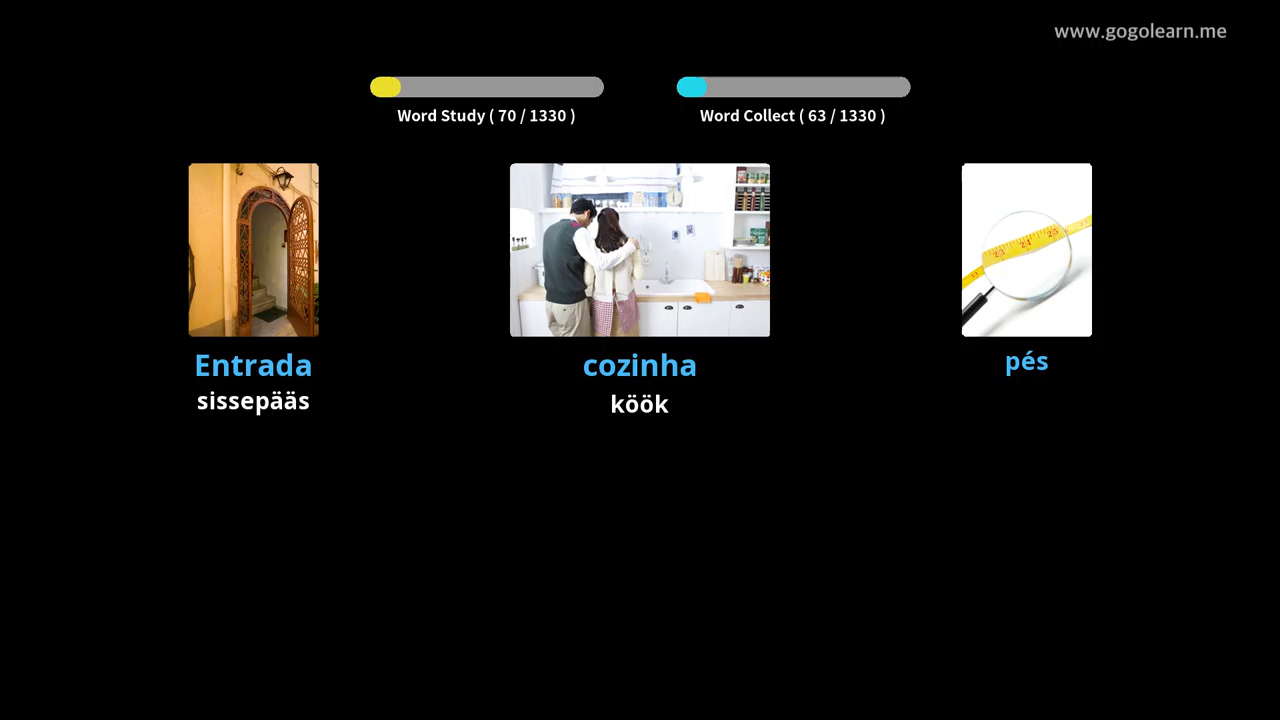 www.gogolearn.me
Word Study ( 70 / 1330 )
Word Collect ( 63 / 1330 )
Entrada
sissepääs
cozinha
köök
pés